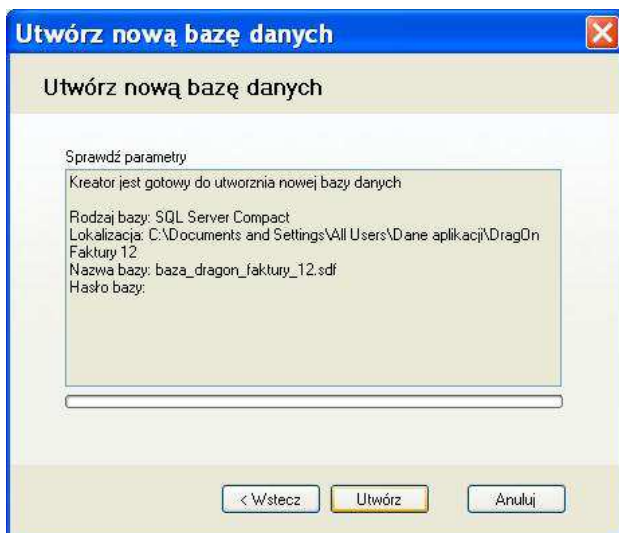 Utwórz nową bazę danych
Utwórz nową bazę danych
Sprawdź parametry
Kreator jest gotowy do utworznia nowej bazy danych
Rodzaj bazy: SQL Server Compact
Lokalizacja: C:\Documents and Settings\All Users\Dane aplikacji\DragOn
Faktury 12
Nazwa bazy: baza_dragon_faktury_12.sdf
Hasło bazy:
< Wstecz Utwórz Anuluj